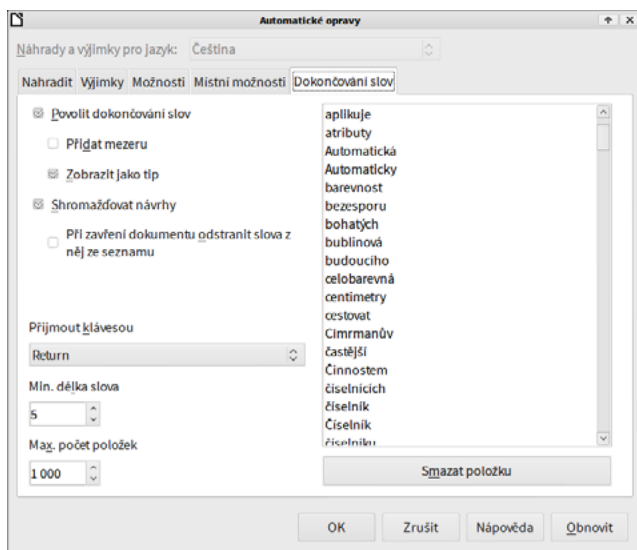 Automatické opravy
Náhrady a výjimky pro jazyk: Čeština
Nahradit Výjimky Možnosti Místní možnosti Dokončování slov
Povolit dokončování slov
Přidat mezeru
Zobrazit jako tip
Shromažďovat návrhy
Při zavření dokumentu odstranit slova z
něj ze seznamu
Přijmout klávesou
Return
Min. délka slova
5
Max. počet položek
1 000
aplikuje
atributy
Automatická
Automaticky
barevnost
bezesporu
bohatých
bublinová
budoucího
celobarevná
centimetry
cestovat
Cimrmanův
častější
Činnostem
číselnících
číselník
Číselník
číselníku
Smazat položku
OK Zrušit Nápověda Obnovit